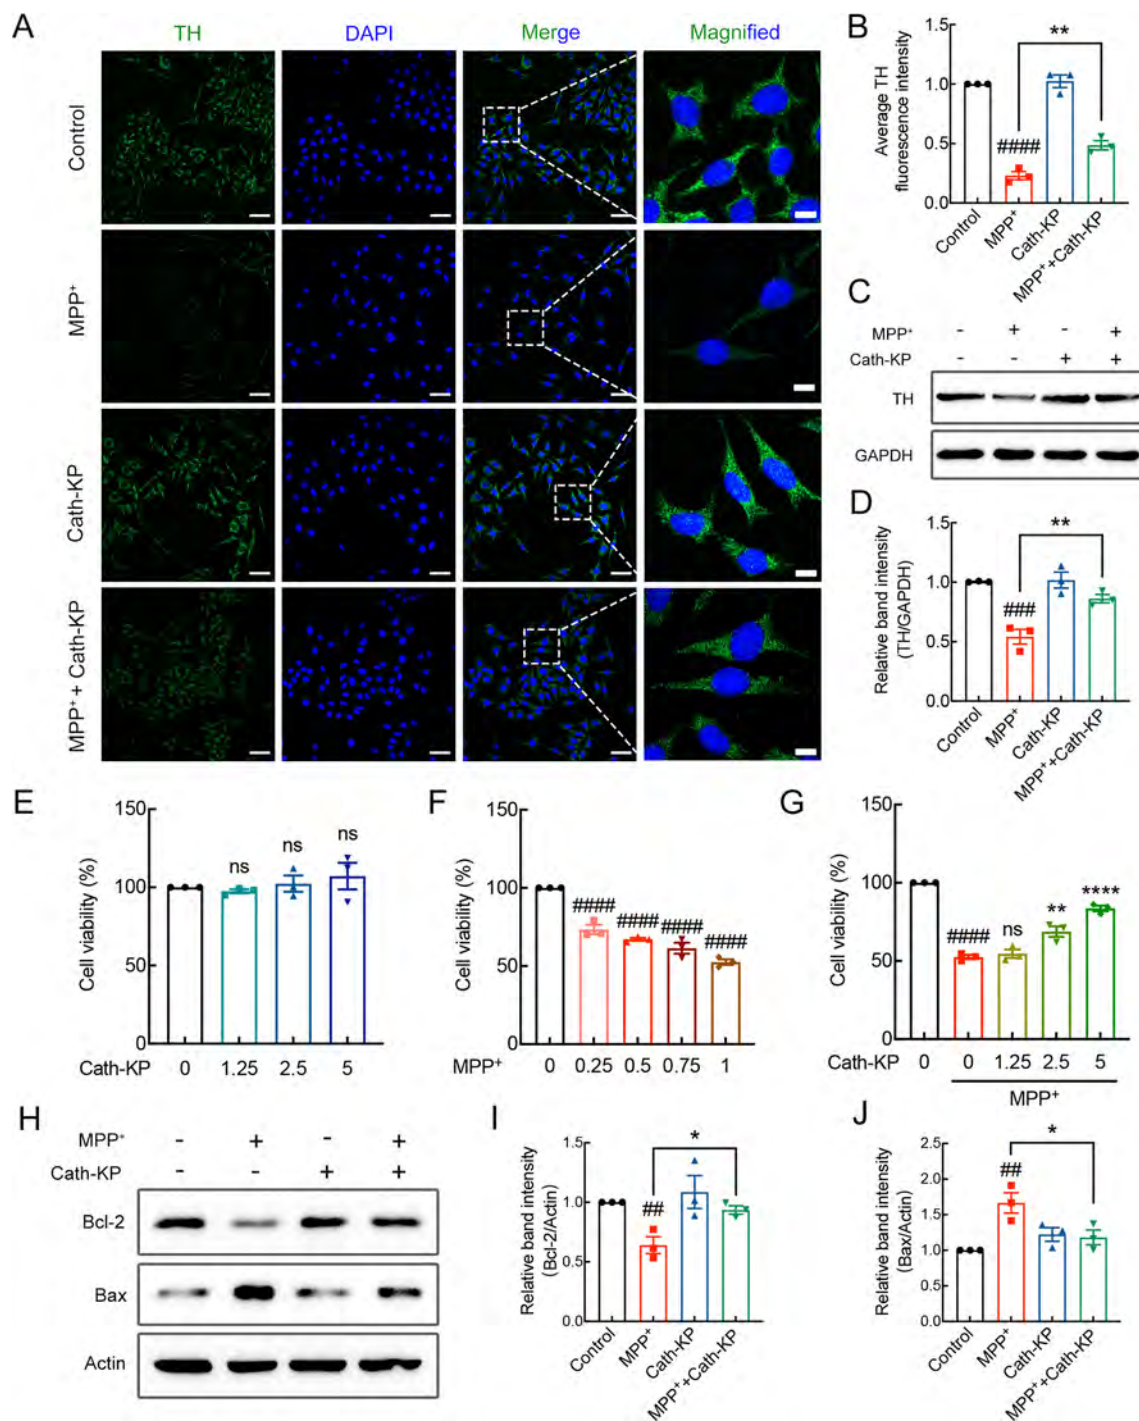 A
TH DAPI Merge Magnified
Control
MPP⁺
Cath-KP
MPP⁺ + Cath-KP
B
Average TH
fluorescence intensity
1.5
1.0
0.5
0.0
####
**
Control MPP⁺ Cath-KP MPP⁺+Cath-KP
C
MPP⁺ - + - +
Cath-KP - - + +
TH
GAPDH
D
Relative band intensity
(TH/GAPDH)
1.5
1.0
0.5
0.0
###
**
Control MPP⁺ Cath-KP MPP⁺+Cath-KP
E
Cell viability (%)
150
100
50
0
ns ns ns
Cath-KP 0 1.25 2.5 5
F
Cell viability (%)
150
100
50
0
#### #### #### ####
MPP⁺ 0 0.25 0.5 0.75 1
G
Cell viability (%)
150
100
50
0
#### ns ** ****
Cath-KP 0 0 1.25 2.5 5
MPP⁺
H
MPP⁺ - + - +
Cath-KP - - + +
Bcl-2
Bax
Actin
I
Relative band intensity
(Bcl-2/Actin)
1.5
1.0
0.5
0.0
##
*
Control MPP⁺ Cath-KP MPP⁺+Cath-KP
J
Relative band intensity
(Bax/Actin)
2.5
2.0
1.5
1.0
0.5
0.0
##
*
Control MPP⁺ Cath-KP MPP⁺+Cath-KP